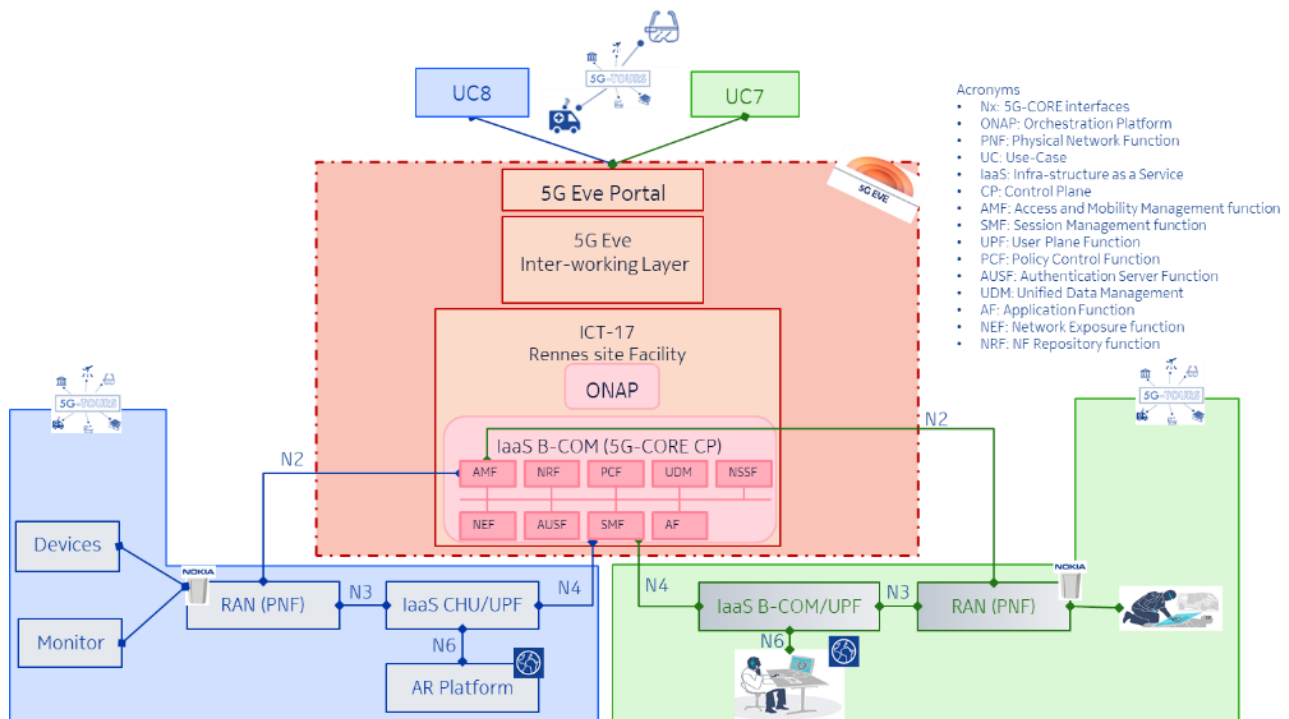 5G-TOURS
UC8
UC7
Acronyms
• Nx: 5G-CORE interfaces
• ONAP: Orchestration Platform
• PNF: Physical Network Function
• UC: Use-Case
• IaaS: Infra-structure as a Service
• CP: Control Plane
• AMF: Access and Mobility Management function
• SMF: Session Management function
• UPF: User Plane Function
• PCF: Policy Control Function
• AUSF: Authentication Server Function
• UDM: Unified Data Management
• AF: Application Function
• NEF: Network Exposure function
• NRF: NF Repository function
5G EVE
5G Eve Portal
5G Eve
Inter-working Layer
ICT-17
Rennes site Facility
ONAP
5G-TOURS
5G-TOURS
N2
N2
IaaS B-COM (5G-CORE CP)
AMF
NRF
PCF
UDM
NSSF
NEF
AUSF
SMF
AF
Devices
Monitor
NOKIA
RAN (PNF)
N3
IaaS CHU/UPF
N4
N6
AR Platform
N4
IaaS B-COM/UPF
N3
NOKIA
RAN (PNF)
N6